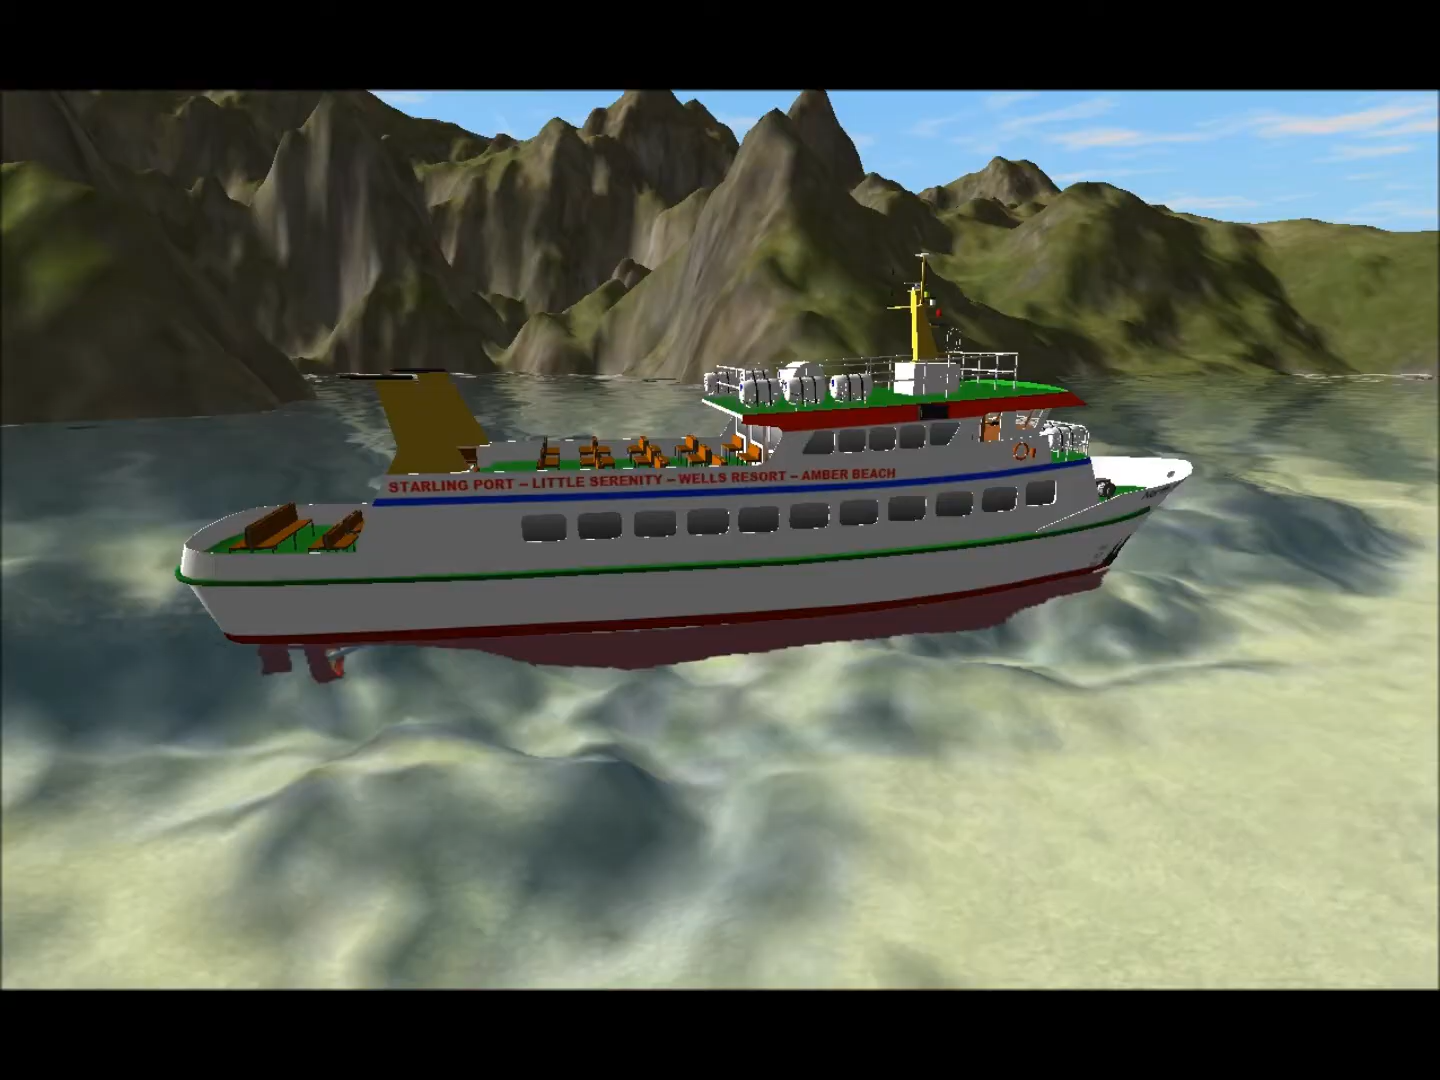 STARLING PORT – LITTLE SERENITY – WELLS RESORT – AMBER BEACH